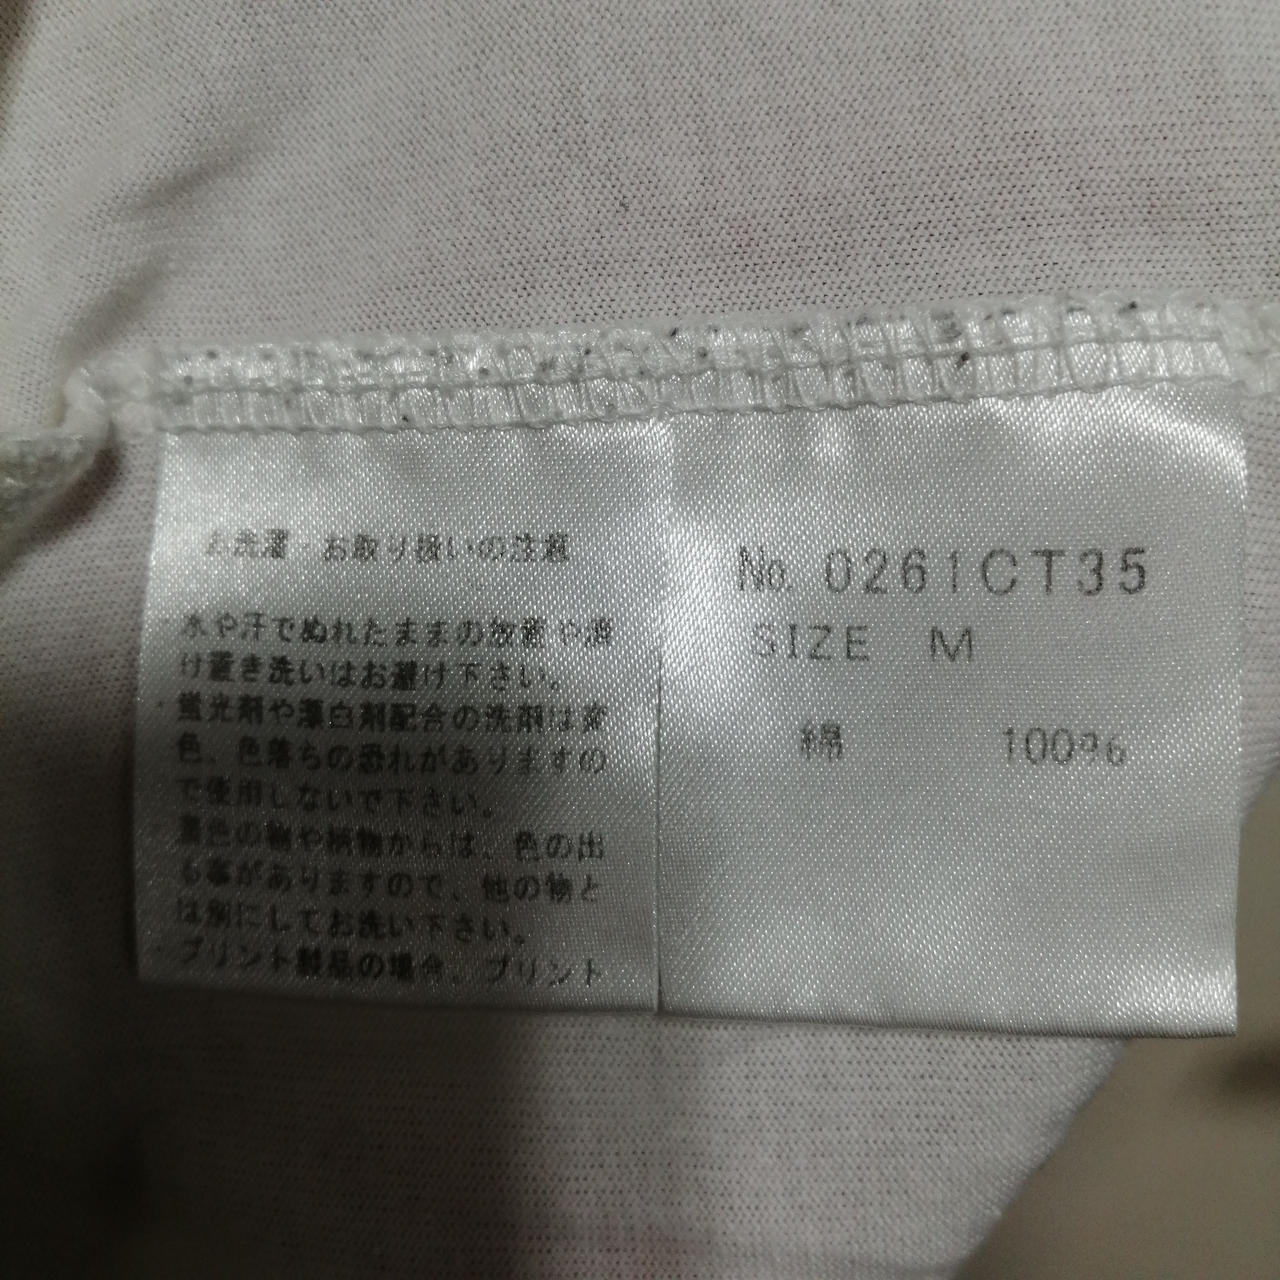 お洗濯・お取り扱いの注意
・水や汗でぬれたままの放置や漬
け置き洗いはお避け下さい。
・蛍光剤や漂白剤配合の洗剤は変
色、色落ちの恐れがありますの
で使用しないで下さい。
・濃色の物や柄物からは、色の出
る事がありますので、他の物と
は別にしてお洗い下さい。
・プリント製品の場合、プリント
No. 0261CT35
SIZE M
綿 100%